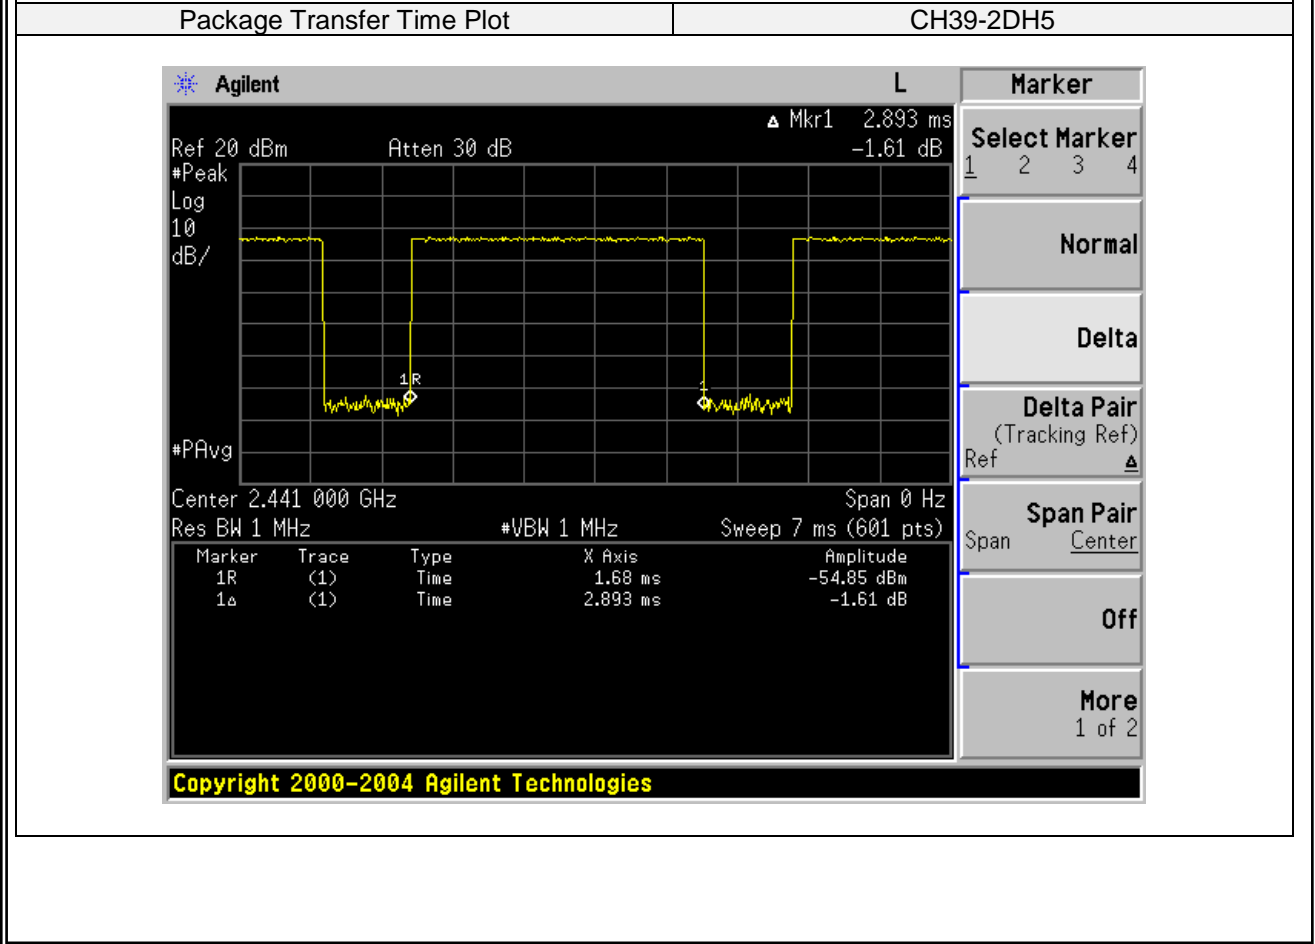 Package Transfer Time Plot CH39-2DH5
Agilent L Marker
Δ Mkr1 2.893 ms
Ref 20 dBm Atten 30 dB -1.61 dB
Select Marker
1 2 3 4
#Peak
Log
10
dB/
Normal
Delta
1R
1
Delta Pair
(Tracking Ref)
Ref Δ
#PAvg
Center 2.441 000 GHz Span 0 Hz
Res BW 1 MHz #VBW 1 MHz Sweep 7 ms (601 pts)
Span Pair
Span Center
Marker Trace Type X Axis Amplitude
1R (1) Time 1.68 ms -54.85 dBm
1Δ (1) Time 2.893 ms -1.61 dB
Off
More
1 of 2
Copyright 2000-2004 Agilent Technologies